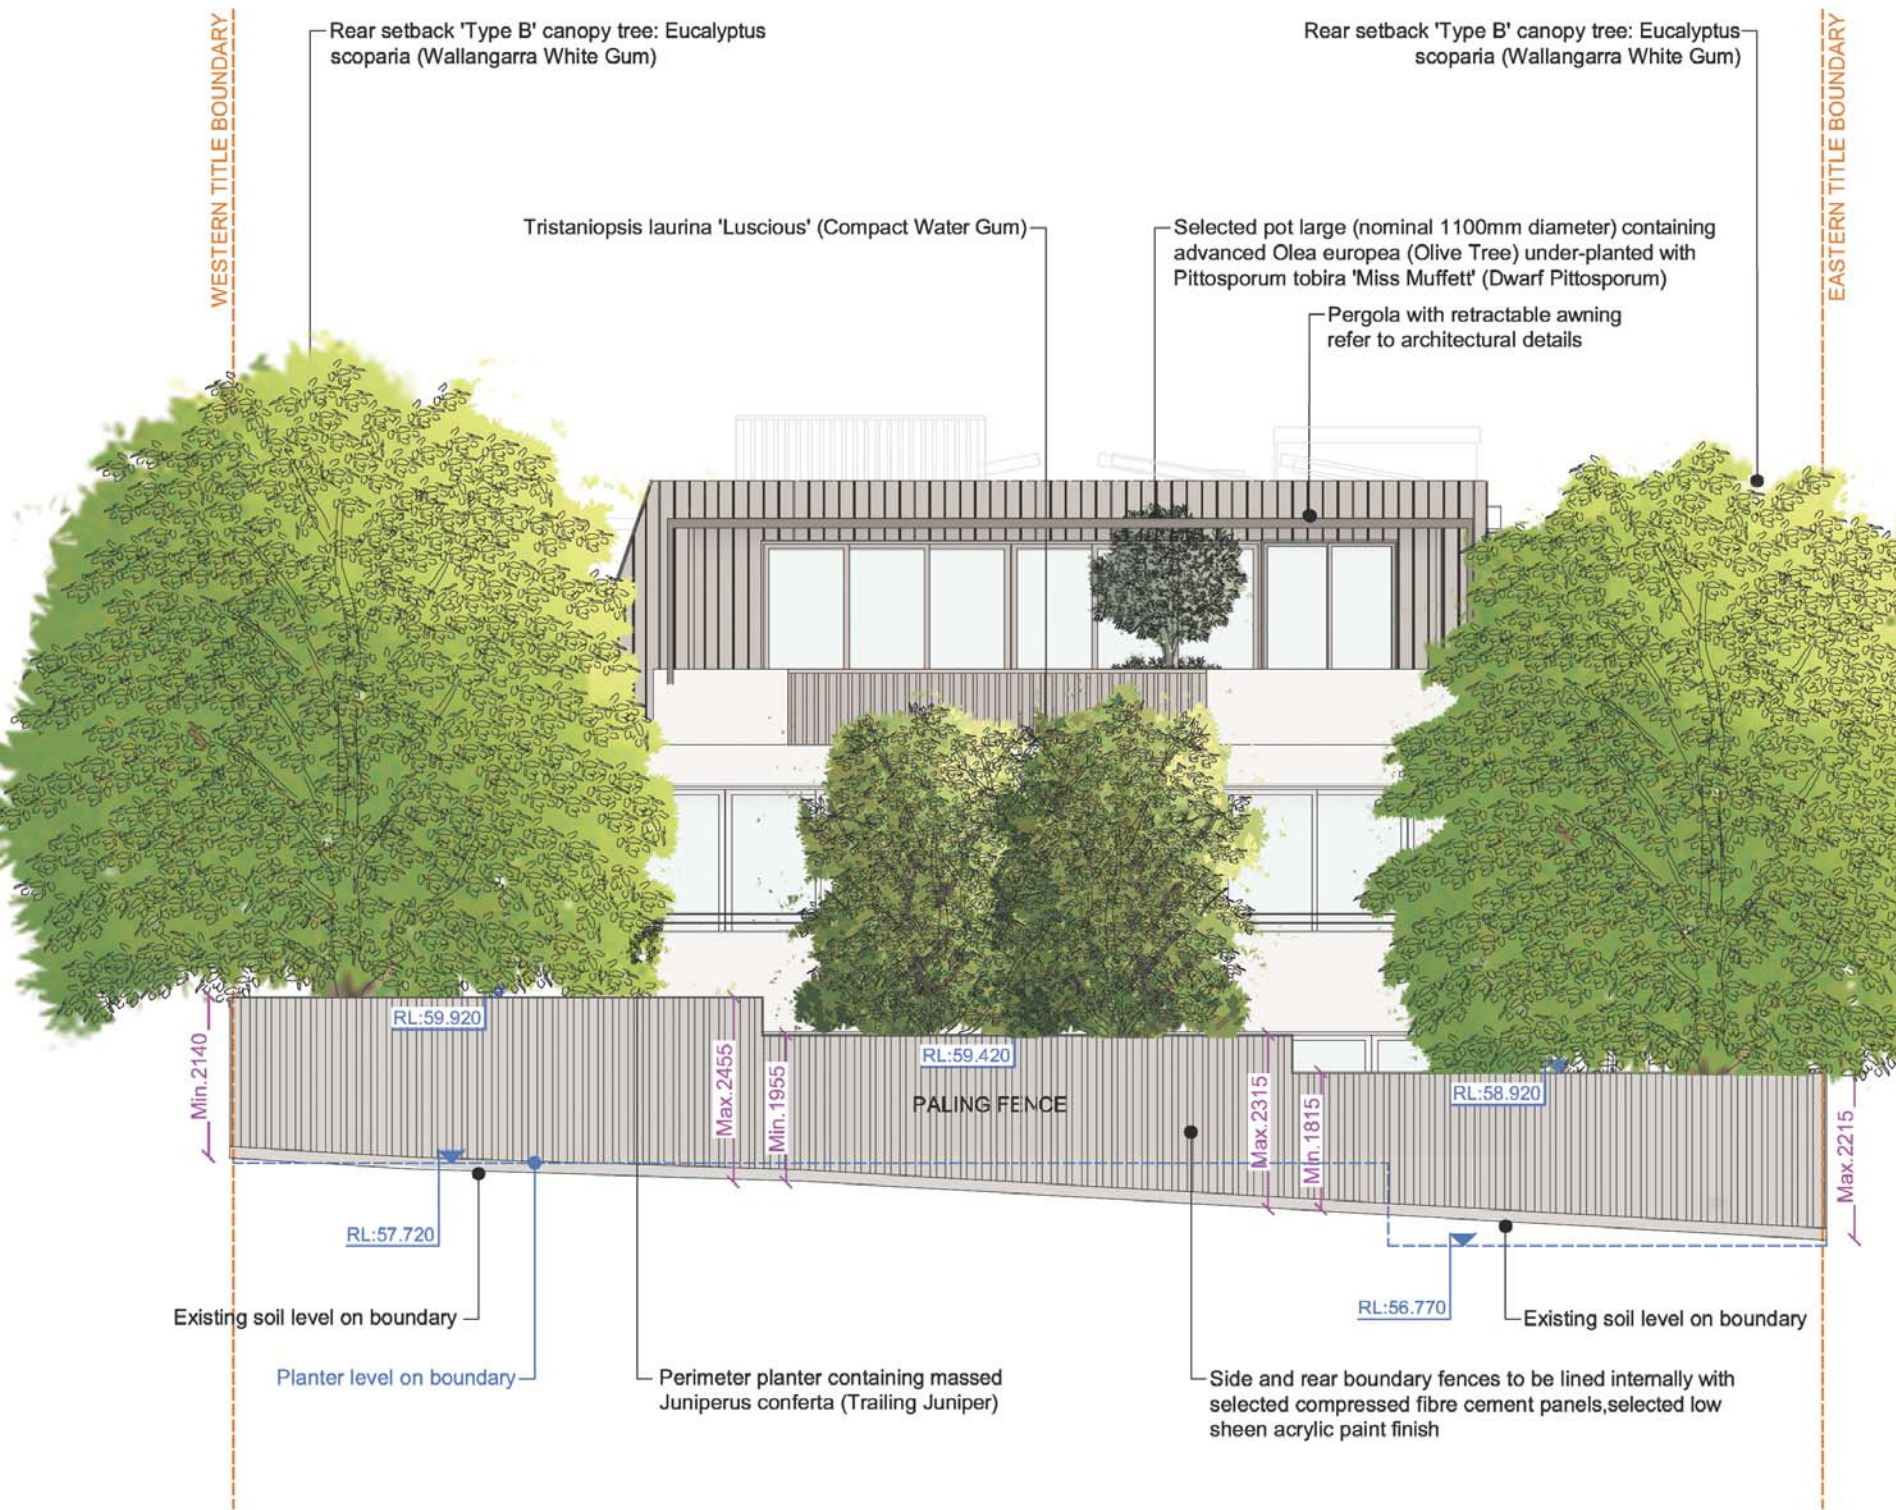 WESTERN TITLE BOUNDARY
Rear setback 'Type B' canopy tree: Eucalyptus
scoparia (Wallangarra White Gum)
Rear setback 'Type B' canopy tree: Eucalyptus
scoparia (Wallangarra White Gum)
EASTERN TITLE BOUNDARY
Tristaniopsis laurina 'Luscious' (Compact Water Gum)
Selected pot large (nominal 1100mm diameter) containing
advanced Olea europea (Olive Tree) under-planted with
Pittosporum tobira 'Miss Muffett' (Dwarf Pittosporum)
Pergola with retractable awning
refer to architectural details
Min.2140
RL:59.920
Max.2455
Min.1955
RL:59.420
PALING FENCE
Max.2315
Min.1815
RL:58.920
Max.2215
RL:57.720
RL:56.770
Existing soil level on boundary
Existing soil level on boundary
Planter level on boundary
Perimeter planter containing massed
Juniperus conferta (Trailing Juniper)
Side and rear boundary fences to be lined internally with
selected compressed fibre cement panels,selected low
sheen acrylic paint finish